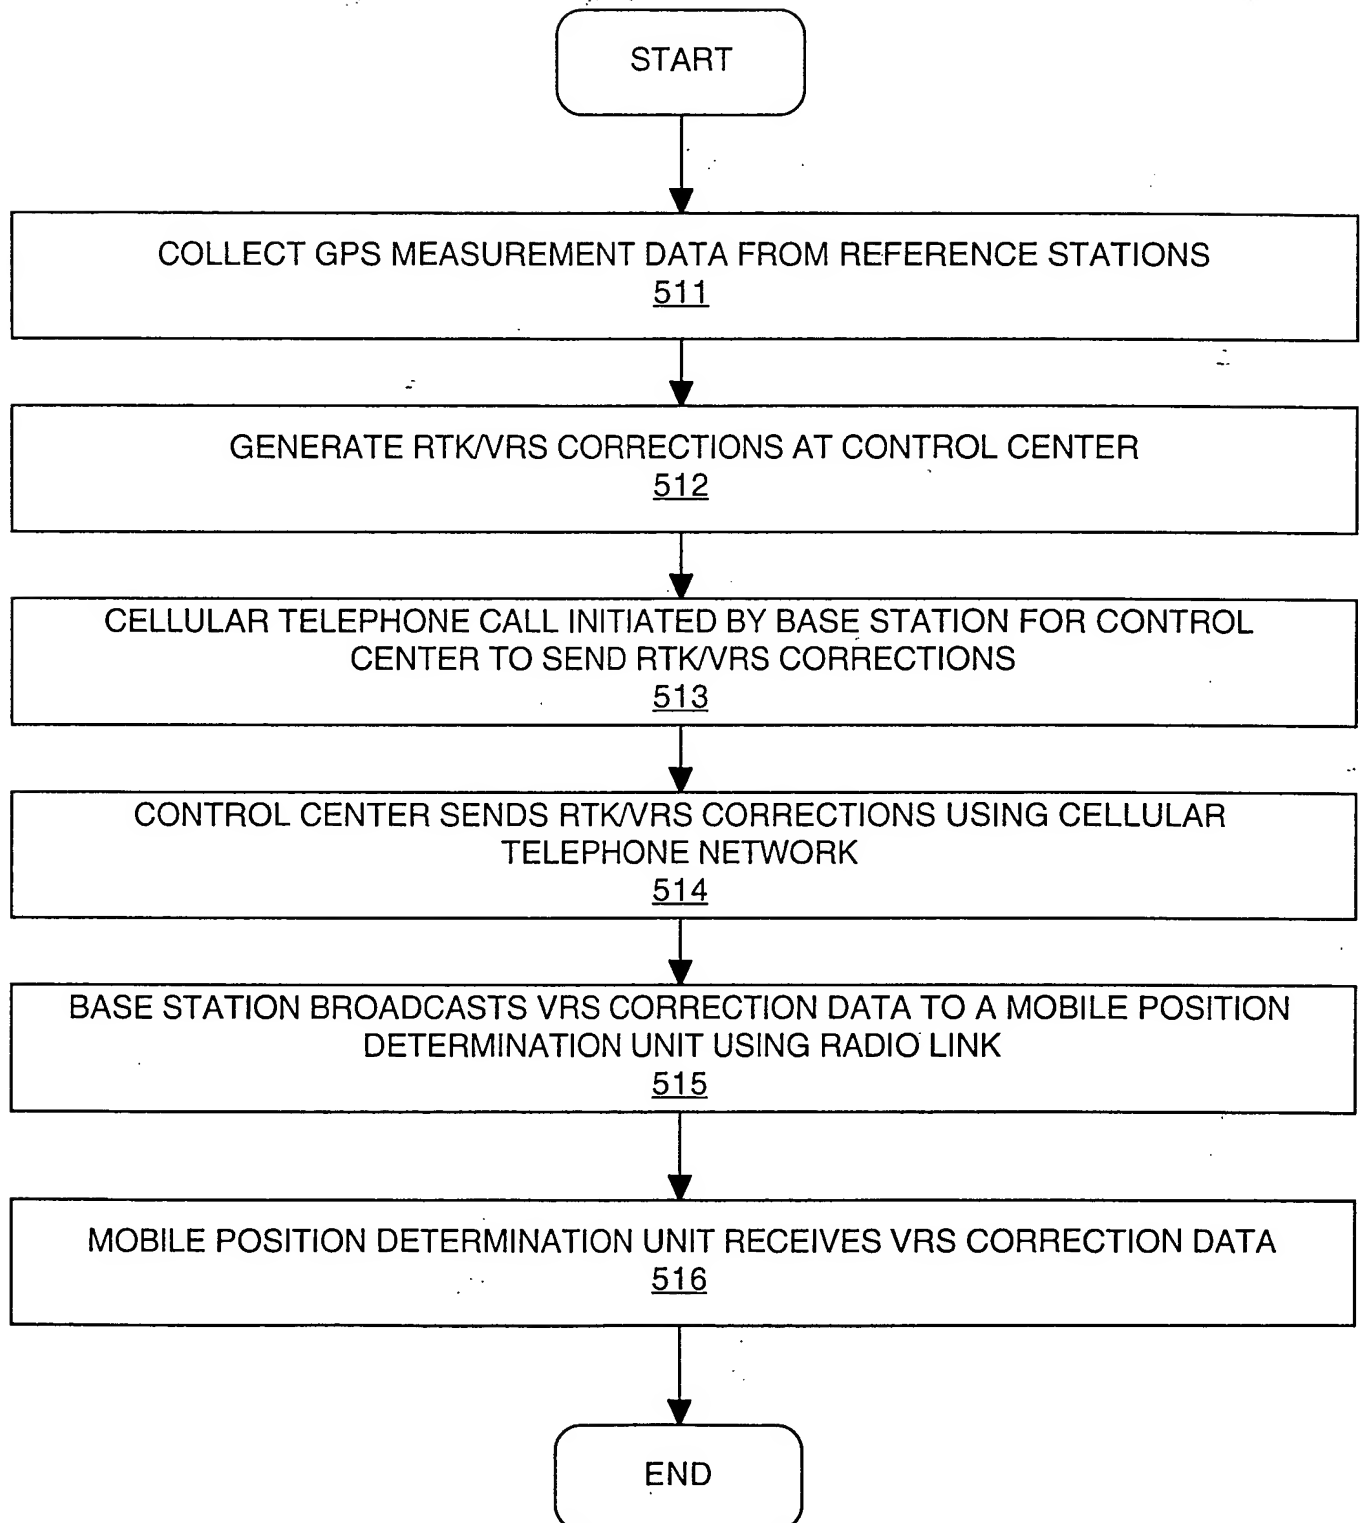 START
COLLECT GPS MEASUREMENT DATA FROM REFERENCE STATIONS
511
GENERATE RTK/VRS CORRECTIONS AT CONTROL CENTER
512
CELLULAR TELEPHONE CALL INITIATED BY BASE STATION FOR CONTROL
CENTER TO SEND RTK/VRS CORRECTIONS
513
CONTROL CENTER SENDS RTK/VRS CORRECTIONS USING CELLULAR
TELEPHONE NETWORK
514
BASE STATION BROADCASTS VRS CORRECTION DATA TO A MOBILE POSITION
DETERMINATION UNIT USING RADIO LINK
515
MOBILE POSITION DETERMINATION UNIT RECEIVES VRS CORRECTION DATA
516
END